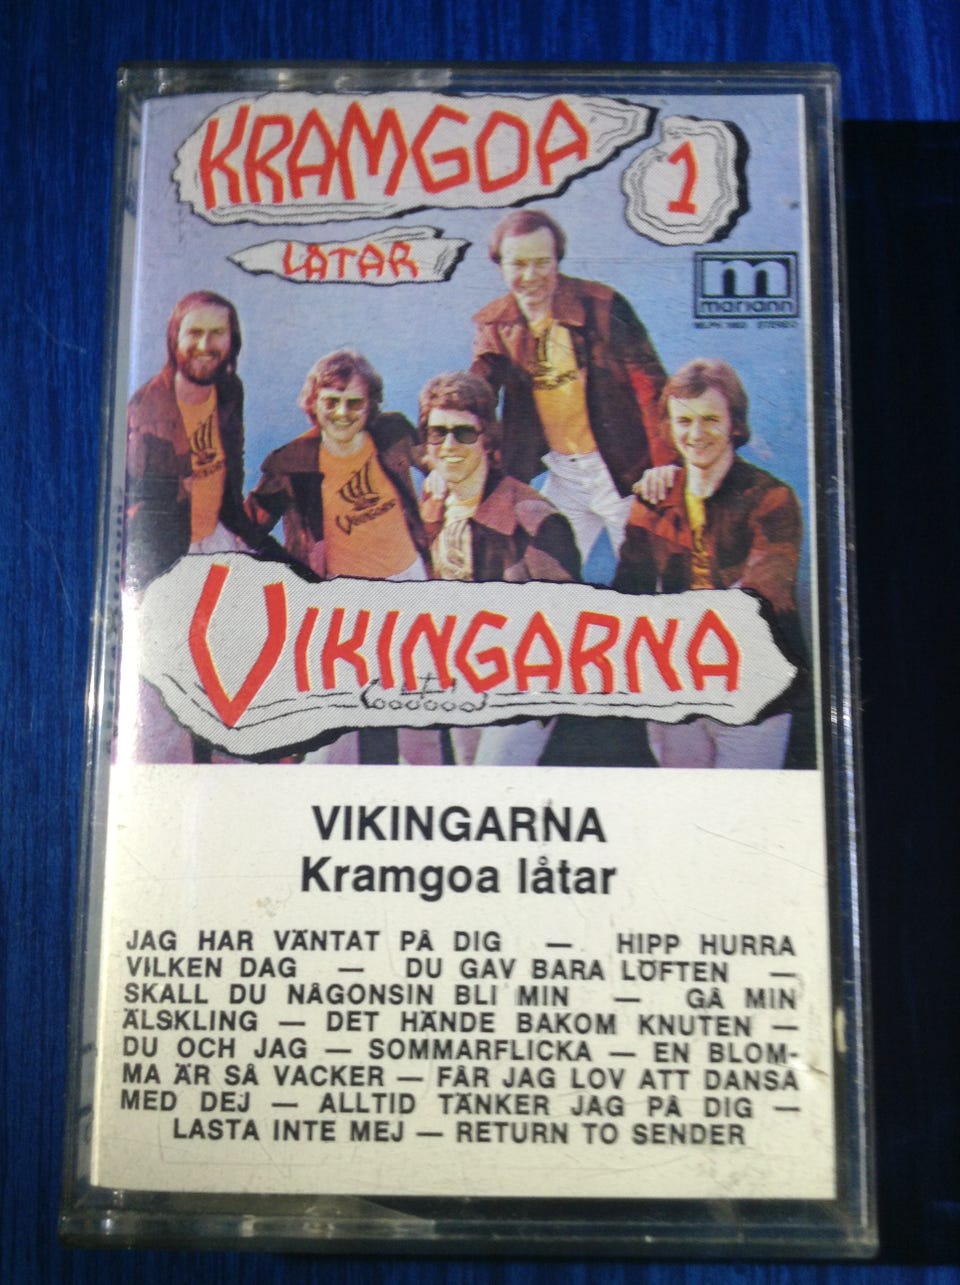 KRAMGOA
1
LÅTAR
m
mariann
STEREO
VIKINGARNA
VIKINGARNA
VIKINGARNA
Kramgoa låtar
JAG HAR VÄNTAT PÅ DIG — HIPP HURRA
VILKEN DAG — DU GAV BARA LÖFTEN —
SKALL DU NÅGONSIN BLI MIN — GÅ MIN
ÄLSKLING — DET HÄNDE BAKOM KNUTEN —
DU OCH JAG — SOMMARFLICKA — EN BLOM-
MA ÄR SÅ VACKER — FÅR JAG LOV ATT DANSA
MED DEJ — ALLTID TÄNKER JAG PÅ DIG —
LASTA INTE MEJ — RETURN TO SENDER